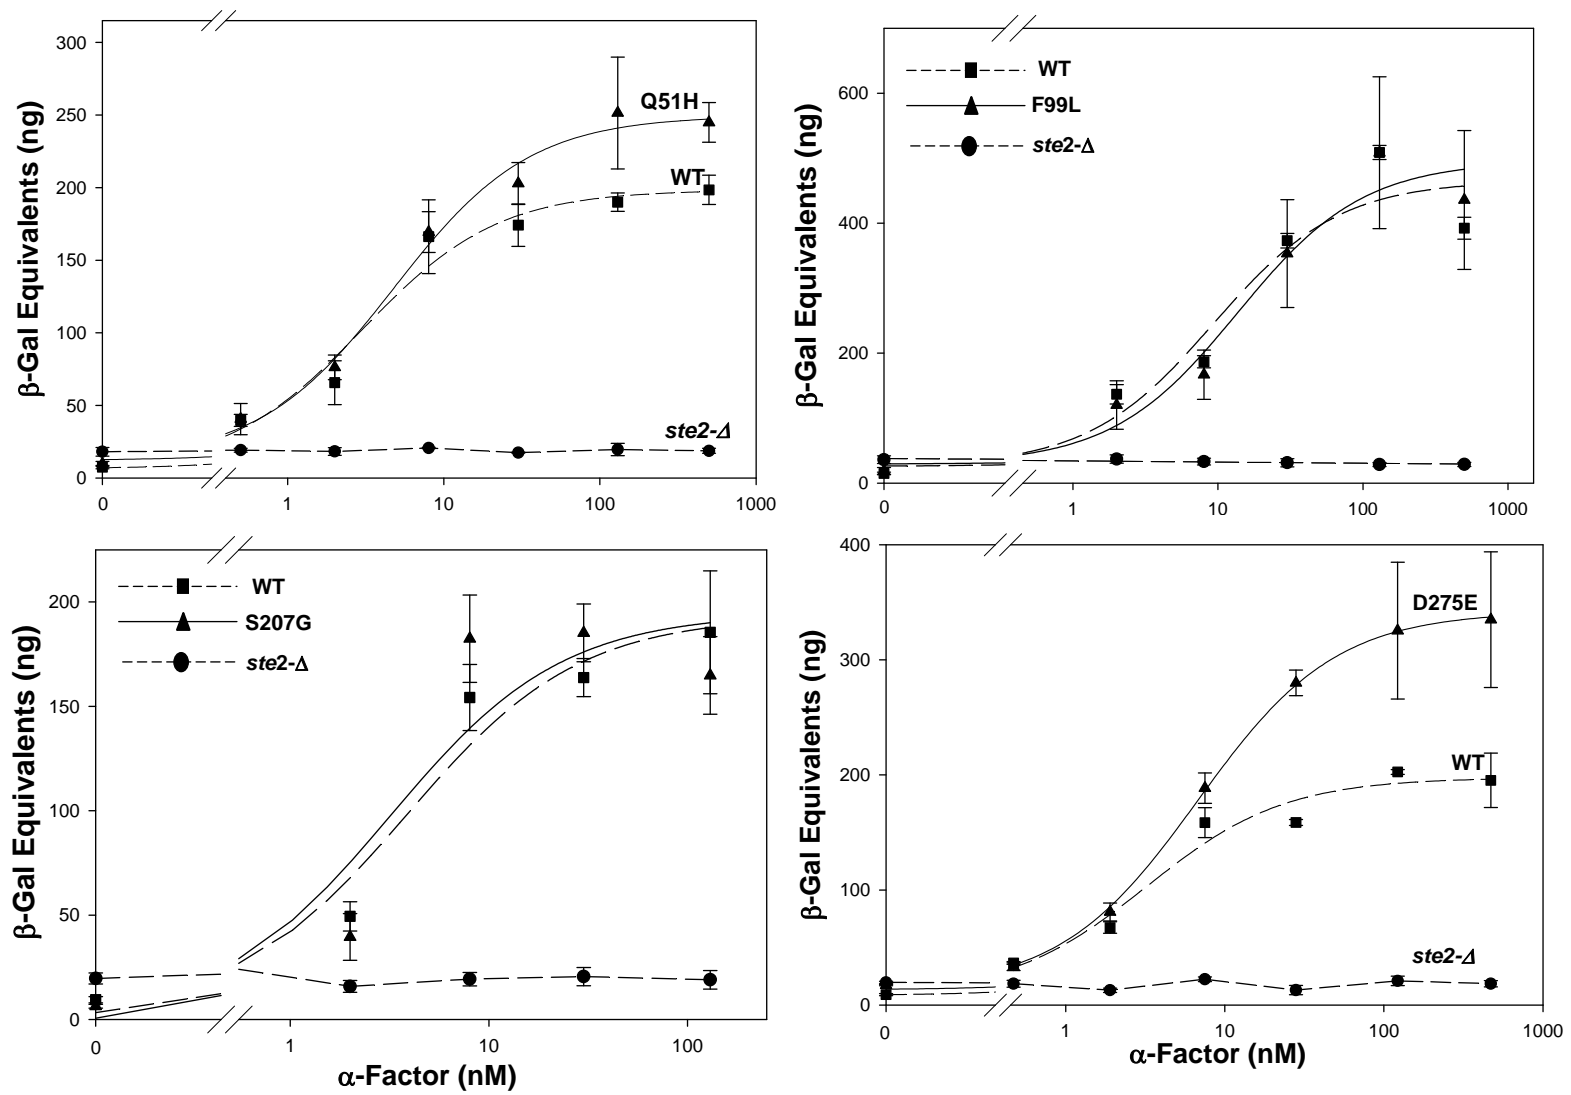 β-Gal Equivalents (ng)
300
250
200
150
100
50
0
Q51H
WT
ste2-Δ
0 1 10 100 1000
β-Gal Equivalents (ng)
600
400
200
0
WT
F99L
ste2-Δ
0 1 10 100 1000
β-Gal Equivalents (ng)
200
150
100
50
0
WT
S207G
ste2-Δ
0 1 10 100
α-Factor (nM)
β-Gal Equivalents (ng)
400
300
200
100
0
D275E
WT
ste2-Δ
0 1 10 100 1000
α-Factor (nM)